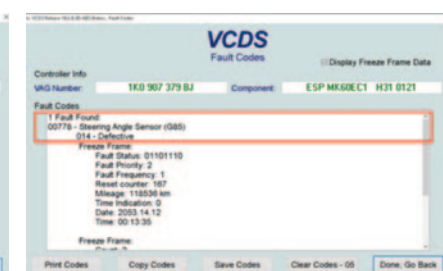 VCDS
Fault Codes
Display Freeze Frame Data
Controller Info
VAG Number: 1K0 907 379 BJ Component: ESP MK60EC1 H31 0121
Fault Codes
1 Fault Found:
00778 - Steering Angle Sensor (G85)
014 - Defective
Freeze Frame:
Fault Status: 01101110
Fault Priority: 2
Fault Frequency: 1
Reset counter: 167
Mileage: 118536 km
Time Indication: 0
Date: 2053.14.12
Time: 00:13:35
Freeze Frame:
Print Codes Copy Codes Save Codes Clear Codes - 05 Done, Go Back